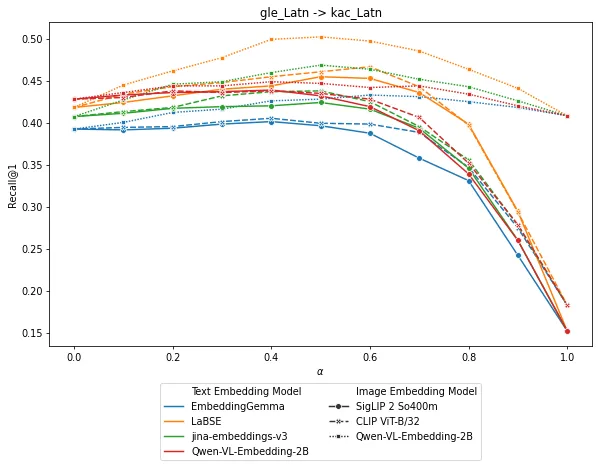 gle_Latn -> kac_Latn
0.50
0.45
0.40
0.35
0.30
0.25
0.20
0.15
Recall@1
0.0 0.2 0.4 0.6 0.8 1.0
α
Text Embedding Model Image Embedding Model
EmbeddingGemma SigLIP 2 So400m
LaBSE CLIP ViT-B/32
jina-embeddings-v3 Qwen-VL-Embedding-2B
Qwen-VL-Embedding-2B